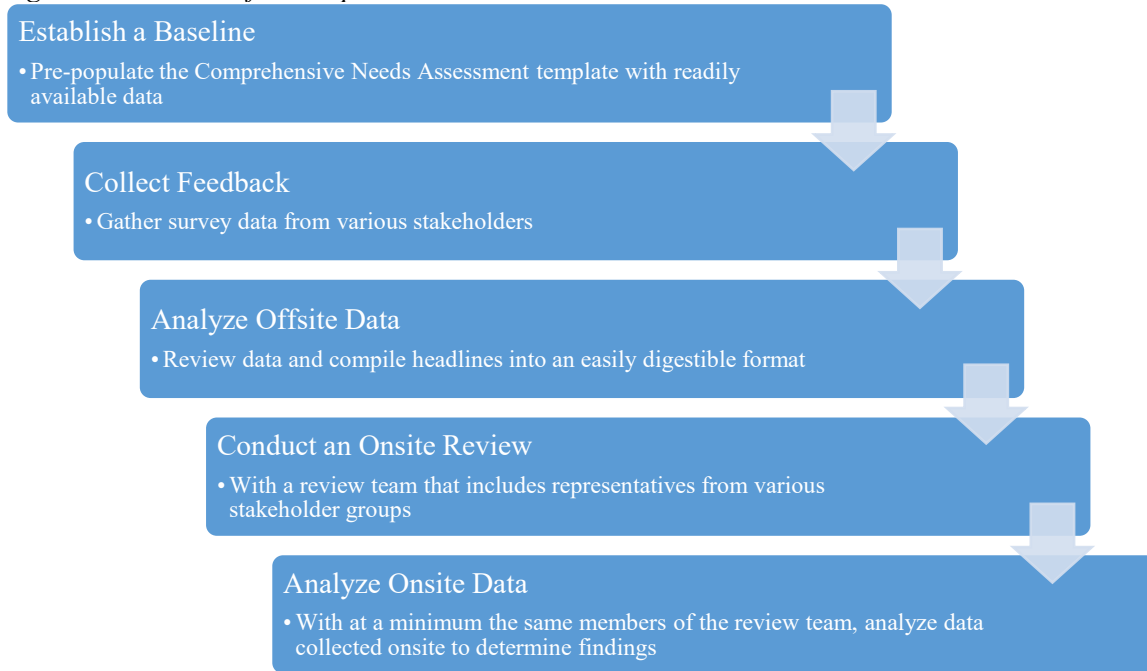 Establish a Baseline
• Pre-populate the Comprehensive Needs Assessment template with readily
available data
Collect Feedback
• Gather survey data from various stakeholders
Analyze Offsite Data
• Review data and compile headlines into an easily digestible format
Conduct an Onsite Review
• With a review team that includes representatives from various
stakeholder groups
Analyze Onsite Data
• With at a minimum the same members of the review team, analyze data
collected onsite to determine findings